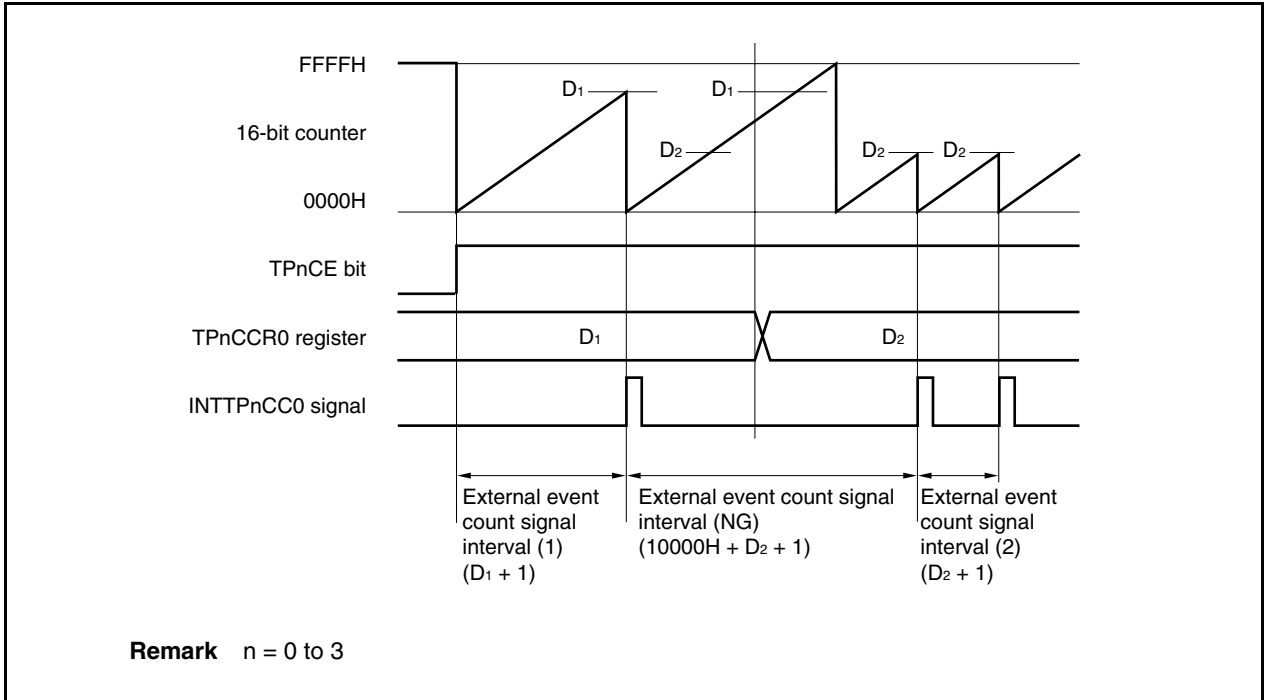 FFFFH
16-bit counter
0000H
D1
D1
D2
D2
D2
TPnCE bit
TPnCCR0 register
D1
D2
INTTPnCC0 signal
External event
count signal
interval (1)
(D1 + 1)
External event count signal
interval (NG)
(10000H + D2 + 1)
External event
count signal
interval (2)
(D2 + 1)
Remark n = 0 to 3